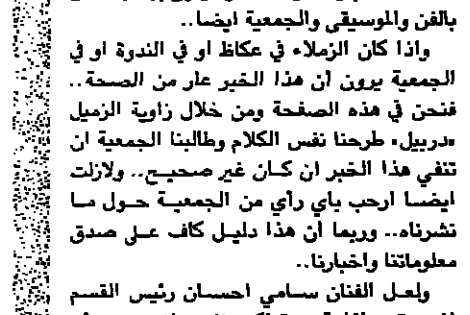 بالفن والموسيقى والجمعية ايضا..
واذا كان الزملاء في عكاظ او في الندوة او في
الجمعية يرون أن هذا الخبر عار من الصحة..
فنحن في هذه الصفحة ومن خلال زاوية الزميل
«دربيل» طرحنا نفس الكلام وطالبنا الجمعية ان
تنفي هذا الخبر ان كان غير صحيح.. ولازلت
ايضسا ارحب باي رأي من الجمعية حول ما
نشرناه.. وربما أن هذا دليل كاف على صدق
معلوماتنا واخبارنا..
ولعل الفنان سامي احسان رئيس القسم